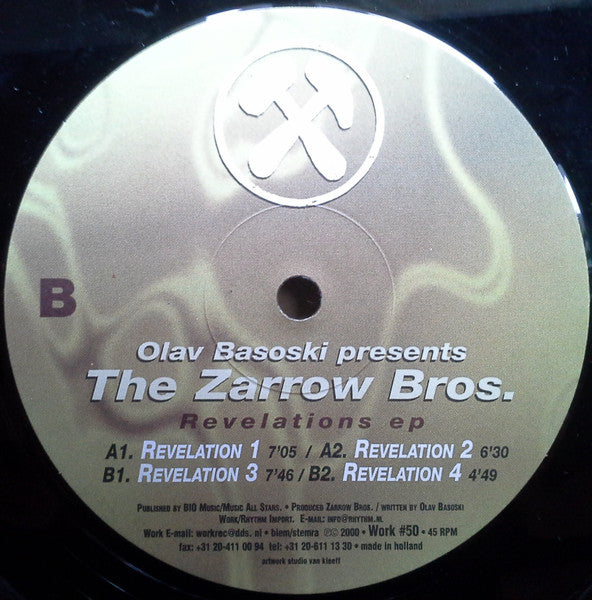 B
Olav Basoski presents
The Zarrow Bros.
Revelations ep
A1. REVELATION 1 7'05 / A2. REVELATION 2 6'30
B1. REVELATION 3 7'46 / B2. REVELATION 4 4'49
PUBLISHED BY BIO MUSIC/MUSIC ALL STARS. • PRODUCED ZARROW BROS. / WRITTEN BY OLAV BASOSKI
WORK/RHYTHM IMPORT. E-MAIL: INFO@RHYTHM.NL
Work E-mail: workrec@dds.nl • biem/stemra ℗© 2000 • Work #50 • 45 RPM
fax: +31 20-411 00 94 tel: +31 20-611 13 30 • made in holland
artwork studio van kleeff